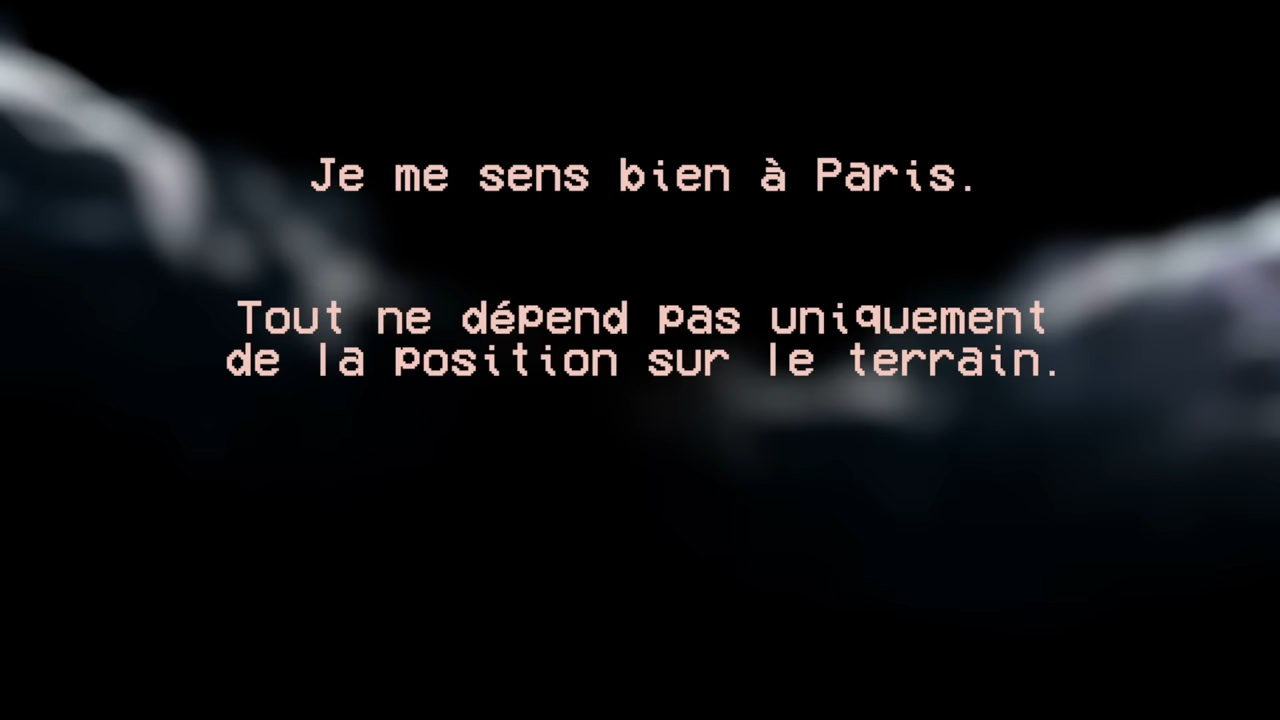 Je me sens bien à Paris.
Tout ne dépend pas uniquement
de la position sur le terrain.